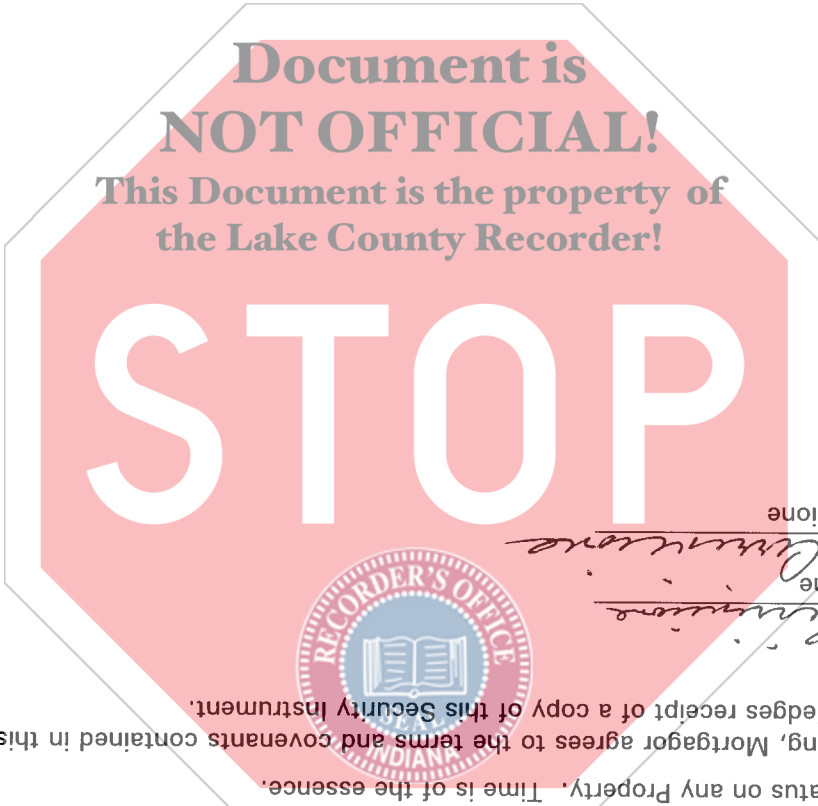 Document is
NOT OFFICIAL!
This Document is the property of
the Lake County Recorder!
STOP
RECORDER'S OFFICE
SEAL
INDIANA
atus on any Property. Time is of the essence.
ng, Mortgagor agrees to the terms and covenants contained in this
edges receipt of a copy of this Security Instrument.
ne
ione